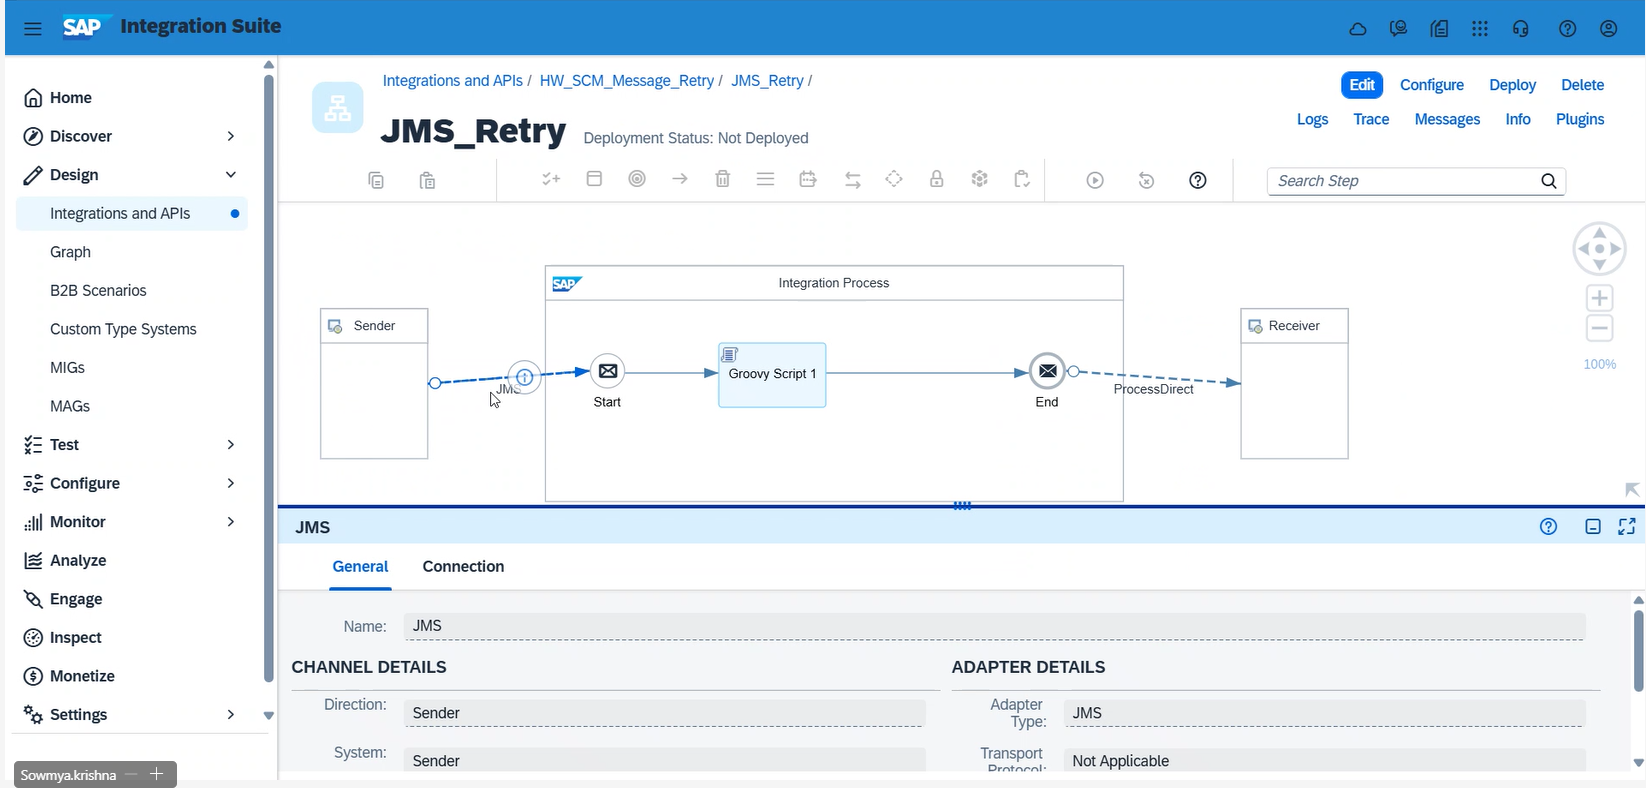 SAP Integration Suite
Home
Discover
Design
Integrations and APIs
Graph
B2B Scenarios
Custom Type Systems
MIGs
MAGs
Test
Configure
Monitor
Analyze
Engage
Inspect
Monetize
Settings
Sowmya.krishna
Integrations and APIs / HW_SCM_Message_Retry / JMS_Retry /
JMS_Retry Deployment Status: Not Deployed
Edit Configure Deploy Delete
Logs Trace Messages Info Plugins
Search Step
SAP Integration Process
Sender
Receiver
JMS
Start
Groovy Script 1
End
ProcessDirect
100%
JMS
General Connection
Name: JMS
CHANNEL DETAILS
Direction: Sender
System: Sender
ADAPTER DETAILS
Adapter
Type: JMS
Transport
Protocol: Not Applicable